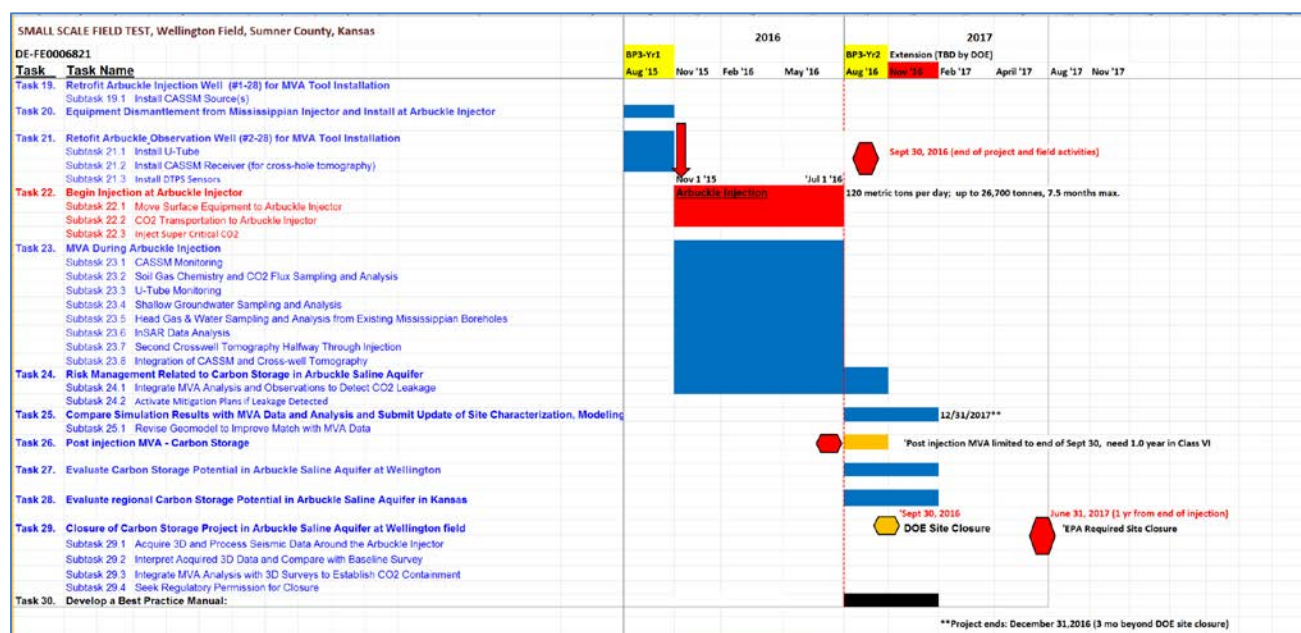 SMALL SCALE FIELD TEST, Wellington Field, Sumner County, Kansas
2016 2017
DE-FE0006821 BP3-Yr1 BP3-Yr2 Extension (TBD by DOE)
Task Task Name Aug '15 Nov '15 Feb '16 May '16 Aug '16 Nov '16 Feb '17 April '17 Aug '17 Nov '17
Task 19. Retrofit Arbuckle Injection Well (#1-28) for MVA Tool Installation
Subtask 19.1 Install CASSM Source(s)
Task 20. Equipment Dismantlement from Mississippian Injector and Install at Arbuckle Injector
Task 21. Retofit Arbuckle Observation Well (#2-28) for MVA Tool Installation
Subtask 21.1 Install U-Tube
Subtask 21.2 Install CASSM Receiver (for cross-hole tomography)
Sept 30, 2016 (end of project and field activities)
Subtask 21.3 Install DTPS Sensors
Nov 1 '15 'Jul 1 '16
Task 22. Begin Injection at Arbuckle Injector Arbuckle Injection 120 metric tons per day; up to 26,700 tonnes, 7.5 months max.
Subtask 22.1 Move Surface Equipment to Arbuckle Injector
Subtask 22.2 CO2 Transportation to Arbuckle Injector
Subtask 22.3 Inject Super Critical CO2
Task 23. MVA During Arbuckle Injection
Subtask 23.1 CASSM Monitoring
Subtask 23.2 Soil Gas Chemistry and CO2 Flux Sampling and Analysis
Subtask 23.3 U-Tube Monitoring
Subtask 23.4 Shallow Groundwater Sampling and Analysis
Subtask 23.5 Head Gas & Water Sampling and Analysis from Existing Mississippian Boreholes
Subtask 23.6 InSAR Data Analysis
Subtask 23.7 Second Crosswell Tomography Halfway Through Injection
Subtask 23.8 Integration of CASSM and Cross-well Tomography
Task 24. Risk Management Related to Carbon Storage in Arbuckle Saline Aquifer
Subtask 24.1 Integrate MVA Analysis and Observations to Detect CO2 Leakage
Subtask 24.2 Activate Mitigation Plans if Leakage Detected
Task 25. Compare Simulation Results with MVA Data and Analysis and Submit Update of Site Characterization, Modeling 12/31/2017**
Subtask 25.1 Revise Geomodel to Improve Match with MVA Data
Task 26. Post injection MVA - Carbon Storage 'Post injection MVA limited to end of Sept 30, need 1.0 year in Class VI
Task 27. Evaluate Carbon Storage Potential in Arbuckle Saline Aquifer at Wellington
Task 28. Evaluate regional Carbon Storage Potential in Arbuckle Saline Aquifer in Kansas
'Sept 30, 2016 June 31, 2017 (1 yr from end of injection)
Task 29. Closure of Carbon Storage Project in Arbuckle Saline Aquifer at Wellington field DOE Site Closure 'EPA Required Site Closure
Subtask 29.1 Acquire 3D and Process Seismic Data Around the Arbuckle Injector
Subtask 29.2 Interpret Acquired 3D Data and Compare with Baseline Survey
Subtask 29.3 Integrate MVA Analysis with 3D Surveys to Establish CO2 Containment
Subtask 29.4 Seek Regulatory Permission for Closure
Task 30. Develop a Best Practice Manual:
**Project ends: December 31,2016 (3 mo beyond DOE site closure)